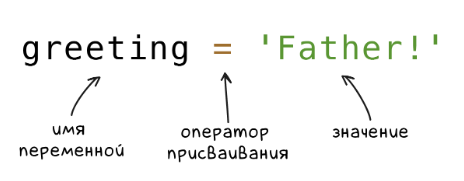 greeting = 'Father!'
имя переменной
оператор присваивания
значение